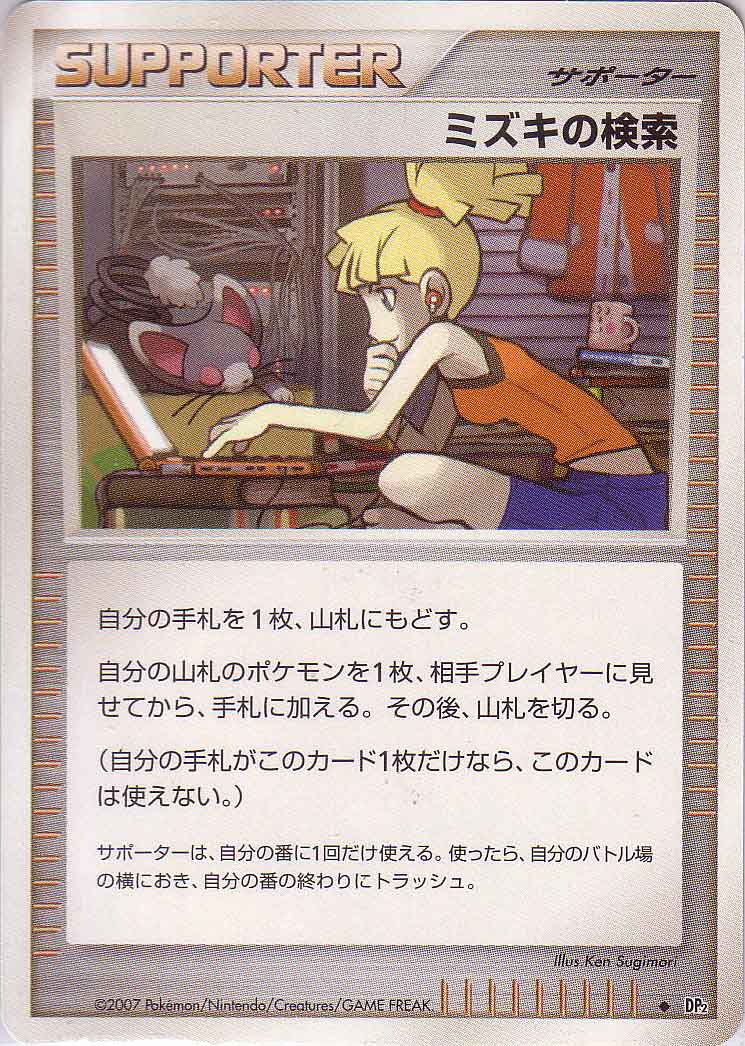 SUPPORTER
サポーター
ミズキの検索
自分の手札を1枚、山札にもどす。
自分の山札のポケモンを1枚、相手プレイヤーに見
せてから、手札に加える。その後、山札を切る。
（自分の手札がこのカード1枚だけなら、このカード
は使えない。）
サポーターは、自分の番に1回だけ使える。使ったら、自分のバトル場
の横におき、自分の番の終わりにトラッシュ。
Illus. Ken Sugimori
©2007 Pokémon/Nintendo/Creatures/GAME FREAK.
◆ DP2